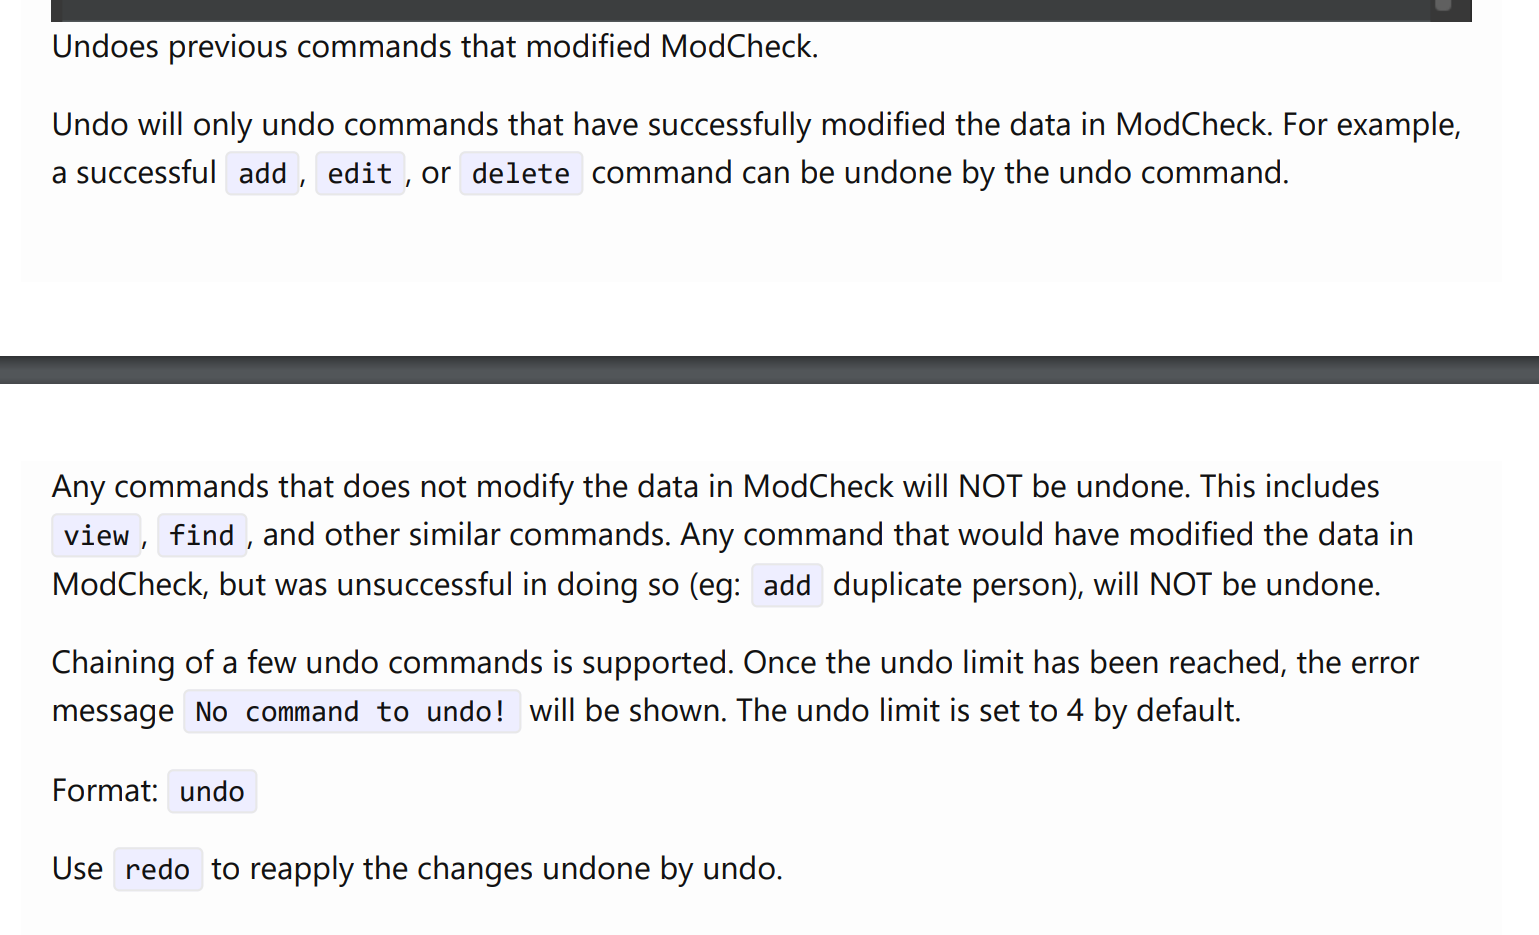 Undoes previous commands that modified ModCheck.
Undo will only undo commands that have successfully modified the data in ModCheck. For example,
a successful add, edit, or delete command can be undone by the undo command.
Any commands that does not modify the data in ModCheck will NOT be undone. This includes
view, find, and other similar commands. Any command that would have modified the data in
ModCheck, but was unsuccessful in doing so (eg: add duplicate person), will NOT be undone.
Chaining of a few undo commands is supported. Once the undo limit has been reached, the error
message No command to undo! will be shown. The undo limit is set to 4 by default.
Format: undo
Use redo to reapply the changes undone by undo.